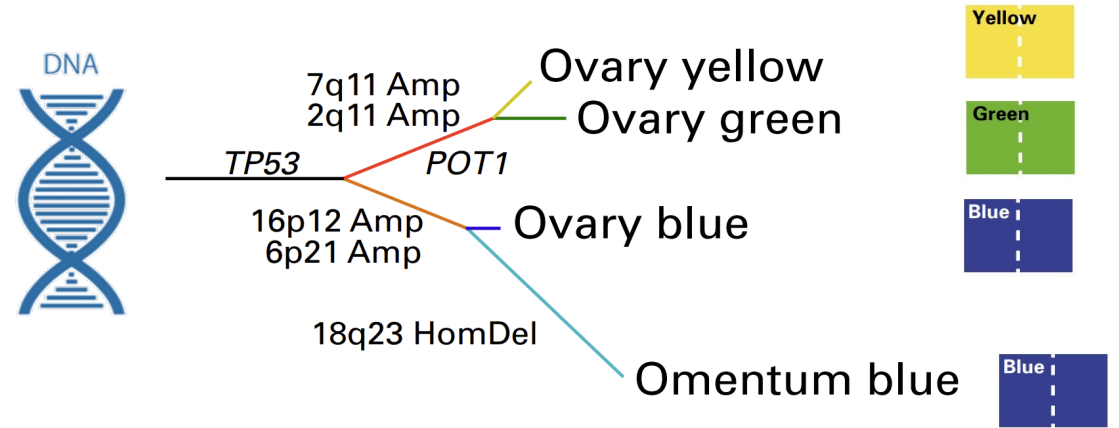 DNA
7q11 Amp
2q11 Amp
TP53
POT1
16p12 Amp
6p21 Amp
18q23 HomDel
Ovary yellow
Ovary green
Ovary blue
Omentum blue
Yellow
Green
Blue
Blue